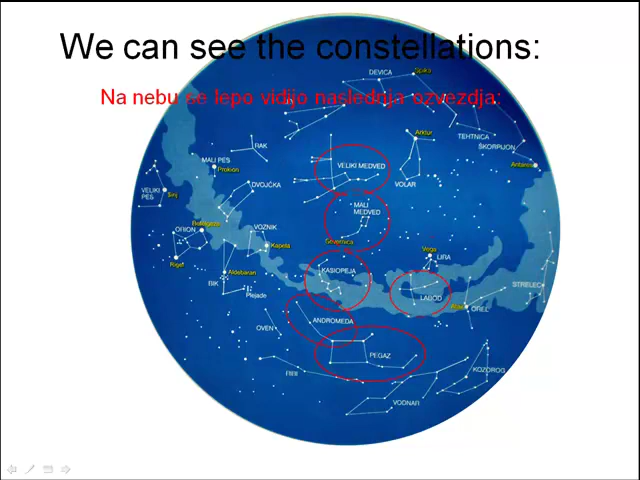 We can see the constellations:
DEVICA
Spika
Na nebu se lepo vidijo naslednja ozvezdja:
Arktur
TEHTNICA
RAK
ŠKORPIJON
MALI PES
Prokion
VELIKI MEDVED
Antares
DVOJČKA
VOLAR
VELIKI
PES
Sirij
MALI
MEDVED
ORION
Betelgeza
VOZNIK
Severnica
Kapela
Vega
LIRA
Rigel
Aldebaran
KASIOPEJA
BIK
Plejade
STRELEC
LABOD
Atair
OREL
ANDROMEDA
OVEN
PEGAZ
RIBI
KOZOROG
VODNAR